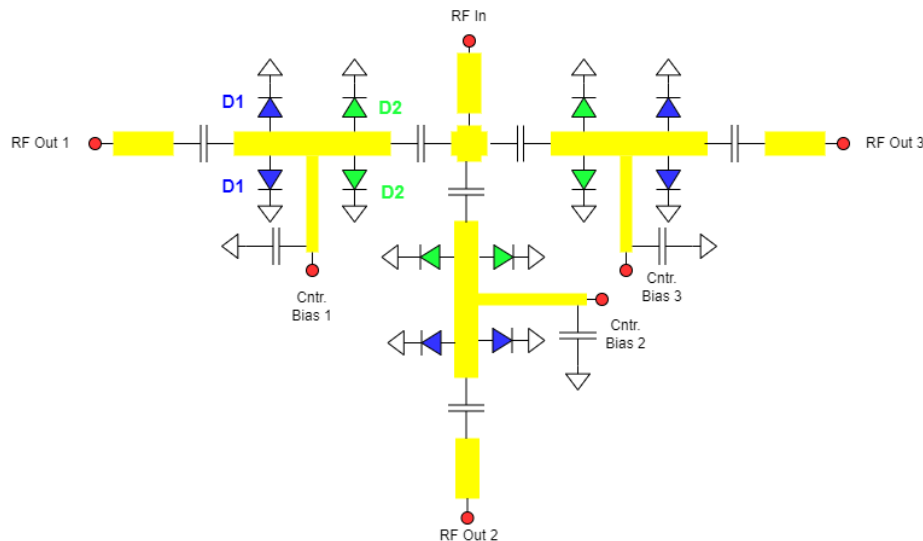 RF In
D1
D2
RF Out 1
RF Out 3
D1
D2
Cntr.
Bias 1
Cntr.
Bias 3
Cntr.
Bias 2
RF Out 2